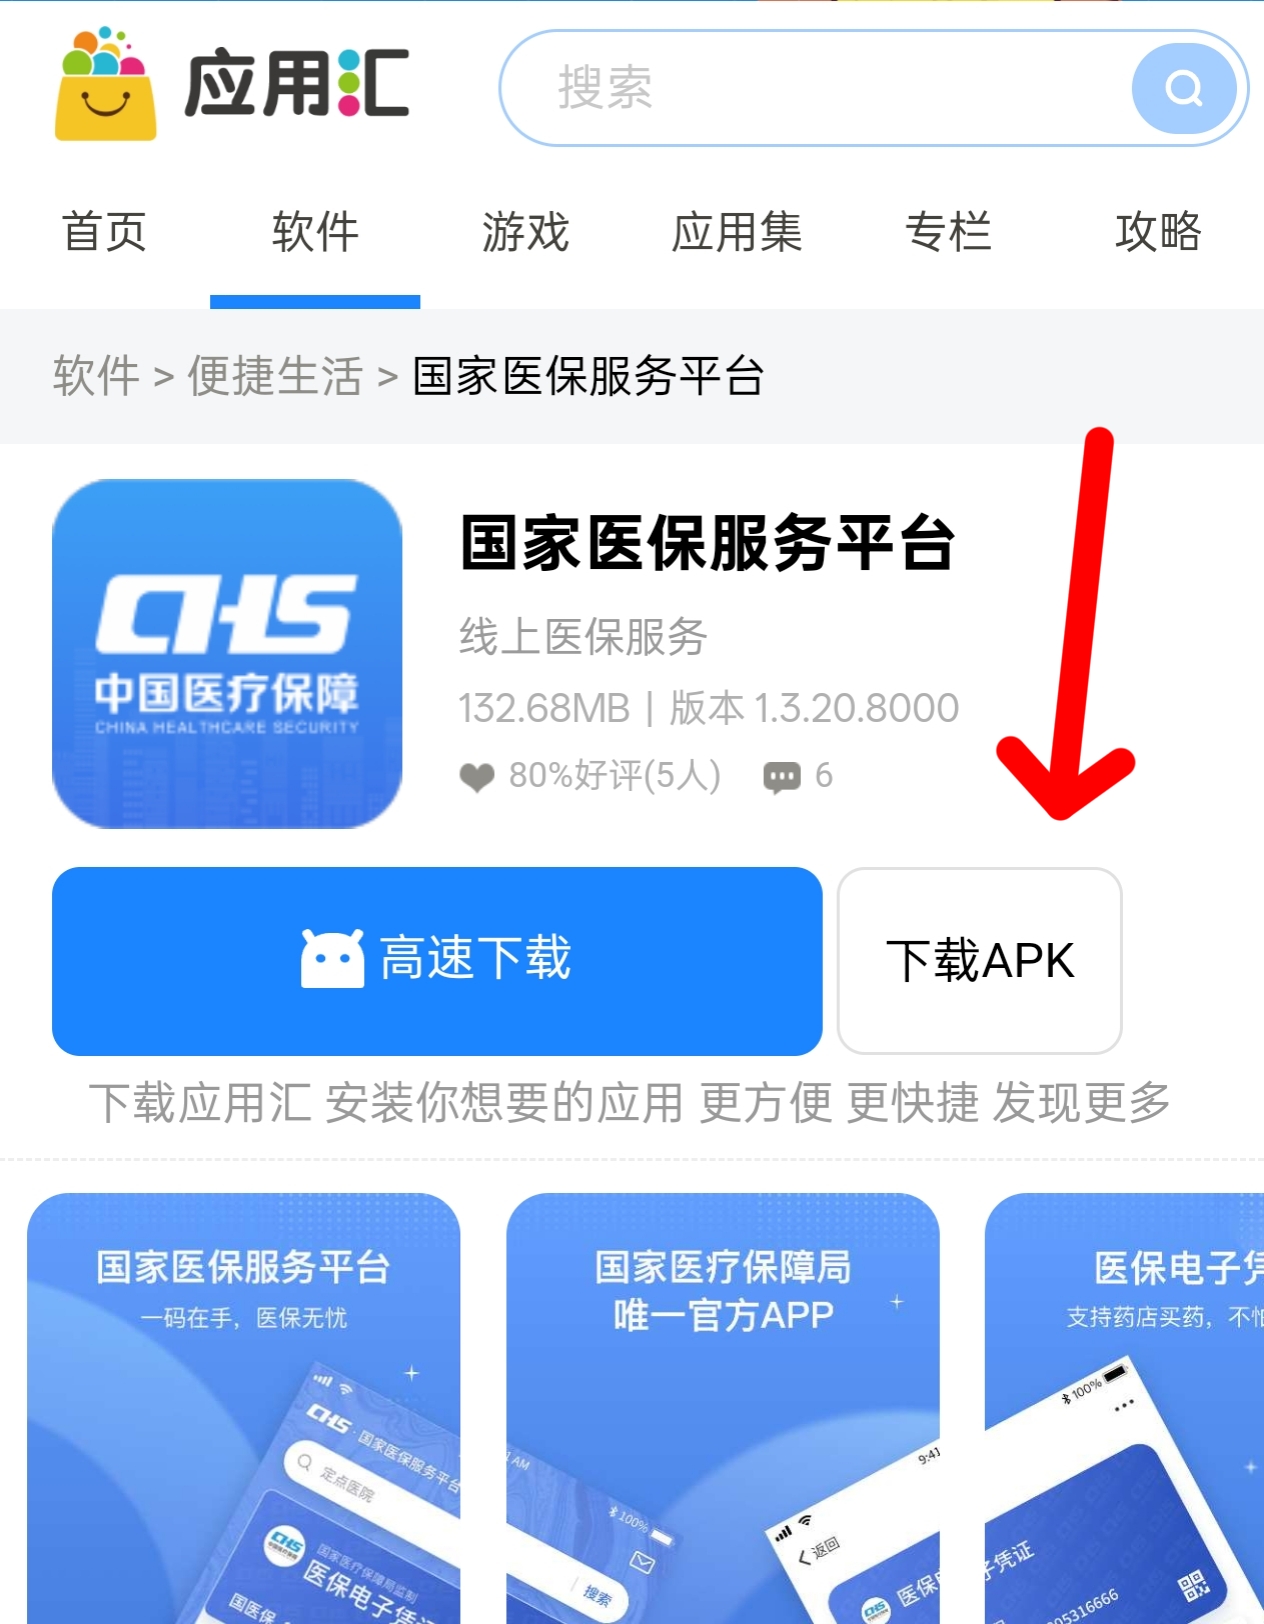 应用汇
搜索
首页 软件 游戏 应用集 专栏 攻略
软件 > 便捷生活 > 国家医保服务平台
CHS
中国医疗保障
CHINA HEALTHCARE SECURITY
国家医保服务平台
线上医保服务
132.68MB | 版本 1.3.20.8000
80%好评(5人) 6
高速下载
下载APK
下载应用汇 安装你想要的应用 更方便 更快捷 发现更多
国家医保服务平台
一码在手，医保无忧
CHS · 国家医保服务平台
定点医院
CHS
国家医疗保障局监制
医保电子凭证
国医保
国家医疗保障局
唯一官方APP
1 AM
100%
搜索
9:41
返回
医保
医保电子凭
支持药店买药，不怕
100%
子凭证
05316666